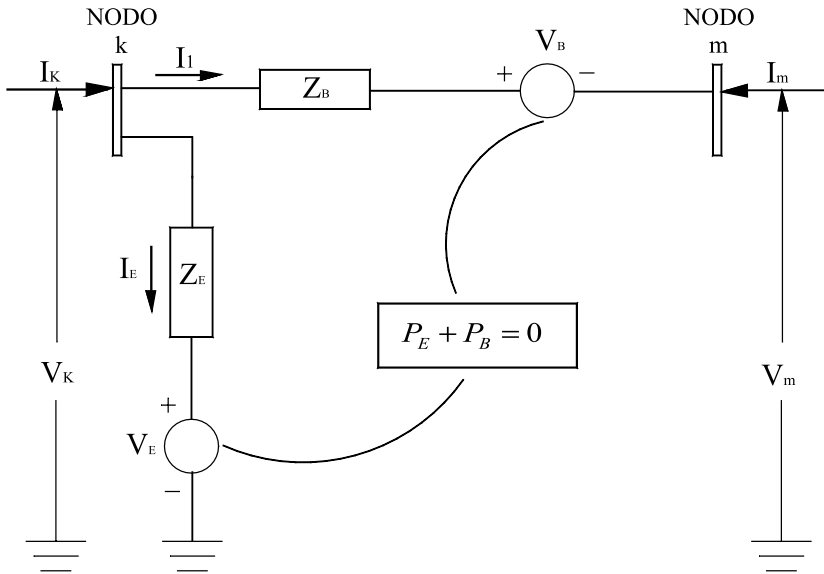 NODO
k
NODO
m
I_K
I_1
Z_B
+
V_B
−
I_m
I_E
Z_E
P_E + P_B = 0
V_K
V_m
+
V_E
−